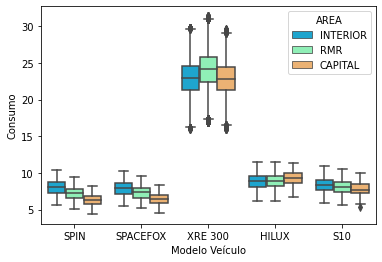 AREA
INTERIOR
RMR
CAPITAL
Consumo
30
25
20
15
10
5
SPIN SPACEFOX XRE 300 HILUX S10
Modelo Veículo